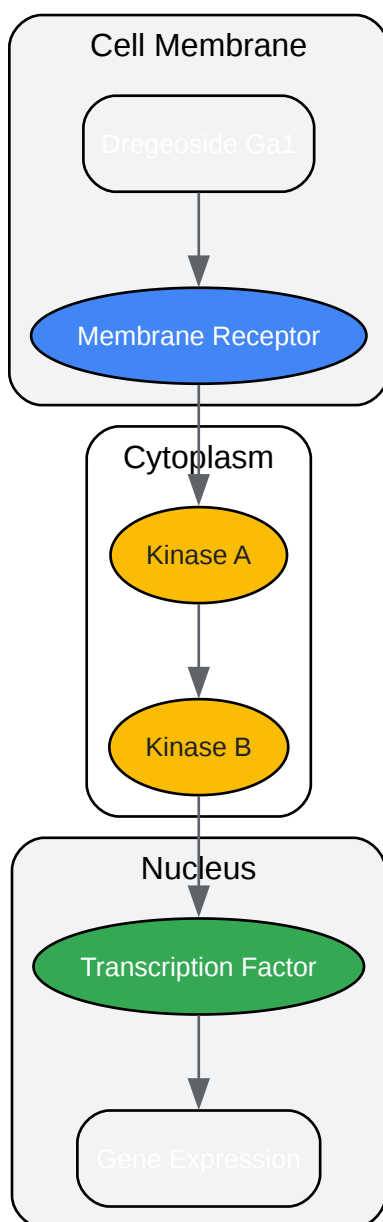 Cell Membrane
Dregeoside Ga1
Membrane Receptor
Cytoplasm
Kinase A
Kinase B
Nucleus
Transcription Factor
Gene Expression